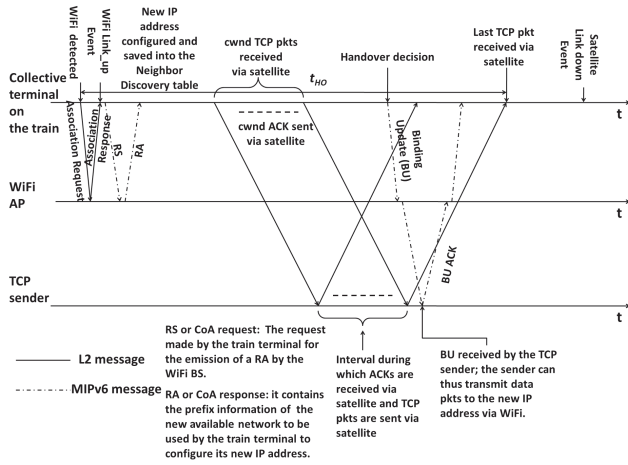 WiFi detected
Event
WiFi Link_up
Event
New IP
address
configured and
saved into the
Neighbor
Discovery table
cwnd TCP pkts
received
via satellite
t_HO
Handover decision
Last TCP pkt
received via
satellite
Satellite
Link down
Event
Collective
terminal
on
the train
t
Association Request
Association
Response
RS
RA
cwnd ACK sent
via satellite
Binding
Update (BU)
WiFi
AP
t
BU ACK
TCP
sender
t
L2 message
MIPv6 message
RS or CoA request: The request
made by the train terminal for
the emission of a RA by the
WiFi BS.
RA or CoA response: it contains
the prefix information of the
new available network to be
used by the train terminal to
configure its new IP address.
Interval during
which ACKs are
received via
satellite and TCP
pkts are sent via
satellite
BU received by the TCP
sender; the sender can
thus transmit data
pkts to the new IP
address via WiFi.